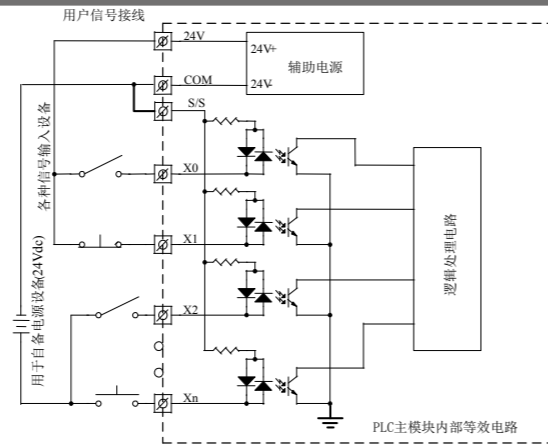 用户信号接线
24V
24V+
辅助电源
COM
24V-
S/S
各种信号输入设备
X0
X1
逻辑处理电路
用于自备电源设备(24Vdc)
X2
Xn
PLC主模块内部等效电路